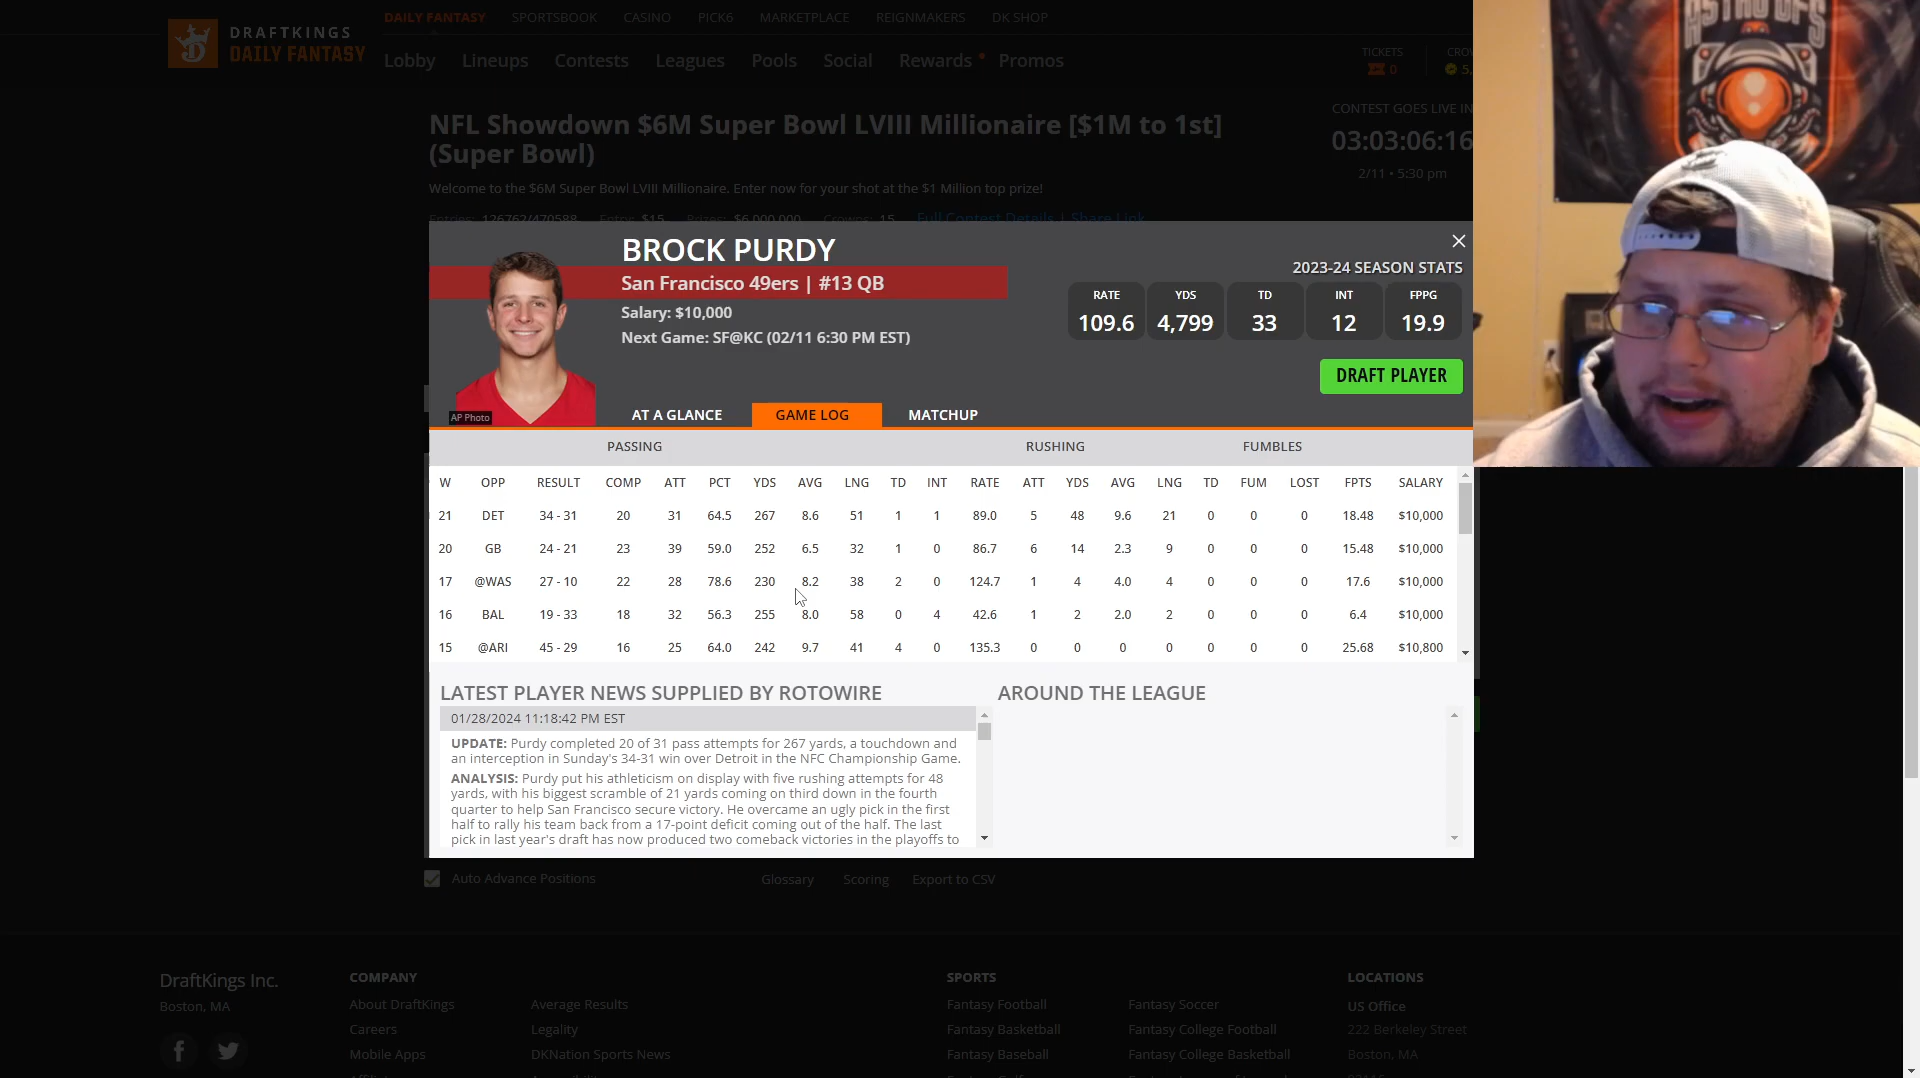 DRAFTKINGS
DAILY FANTASY
DAILY FANTASY SPORTSBOOK CASINO PICK6 MARKETPLACE REIGNMAKERS DK SHOP
Lobby Lineups Contests Leagues Pools Social Rewards Promos
TICKETS
0
CRO
5,
ASTRO DFS
NFL Showdown $6M Super Bowl LVIII Millionaire [$1M to 1st]
(Super Bowl)
Welcome to the $6M Super Bowl LVIII Millionaire. Enter now for your shot at the $1 Million top prize!
CONTEST GOES LIVE IN
03:03:06:16
2/11 • 5:30 pm
Entries: 126762/470588 Entry: $15 Prizes: $6,000,000 Crowns: 15 Full Contest Details | Share Link
BROCK PURDY
San Francisco 49ers | #13 QB
Salary: $10,000
Next Game: SF@KC (02/11 6:30 PM EST)
AP Photo
2023-24 SEASON STATS
RATE YDS TD INT FPPG
109.6 4,799 33 12 19.9
DRAFT PLAYER
AT A GLANCE GAME LOG MATCHUP
PASSING RUSHING FUMBLES
W OPP RESULT COMP ATT PCT YDS AVG LNG TD INT RATE ATT YDS AVG LNG TD FUM LOST FPTS SALARY
21 DET 34 - 31 20 31 64.5 267 8.6 51 1 1 89.0 5 48 9.6 21 0 0 0 18.48 $10,000
20 GB 24 - 21 23 39 59.0 252 6.5 32 1 0 86.7 6 14 2.3 9 0 0 0 15.48 $10,000
17 @WAS 27 - 10 22 28 78.6 230 8.2 38 2 0 124.7 1 4 4.0 4 0 0 0 17.6 $10,000
16 BAL 19 - 33 18 32 56.3 255 8.0 58 0 4 42.6 1 2 2.0 2 0 0 0 6.4 $10,000
15 @ARI 45 - 29 16 25 64.0 242 9.7 41 4 0 135.3 0 0 0 0 0 0 0 25.68 $10,800
LATEST PLAYER NEWS SUPPLIED BY ROTOWIRE
01/28/2024 11:18:42 PM EST
UPDATE: Purdy completed 20 of 31 pass attempts for 267 yards, a touchdown and
an interception in Sunday's 34-31 win over Detroit in the NFC Championship Game.
ANALYSIS: Purdy put his athleticism on display with five rushing attempts for 48
yards, with his biggest scramble of 21 yards coming on third down in the fourth
quarter to help San Francisco secure victory. He overcame an ugly pick in the first
half to rally his team back from a 17-point deficit coming out of the half. The last
pick in last year's draft has now produced two comeback victories in the playoffs to
AROUND THE LEAGUE
Auto Advance Positions
Glossary Scoring Export to CSV
DraftKings Inc.
Boston, MA
COMPANY
About DraftKings
Careers
Mobile Apps
Average Results
Legality
DKNation Sports News
SPORTS
Fantasy Football
Fantasy Basketball
Fantasy Baseball
Fantasy Soccer
Fantasy College Football
Fantasy College Basketball
LOCATIONS
US Office
222 Berkeley Street
Boston, MA